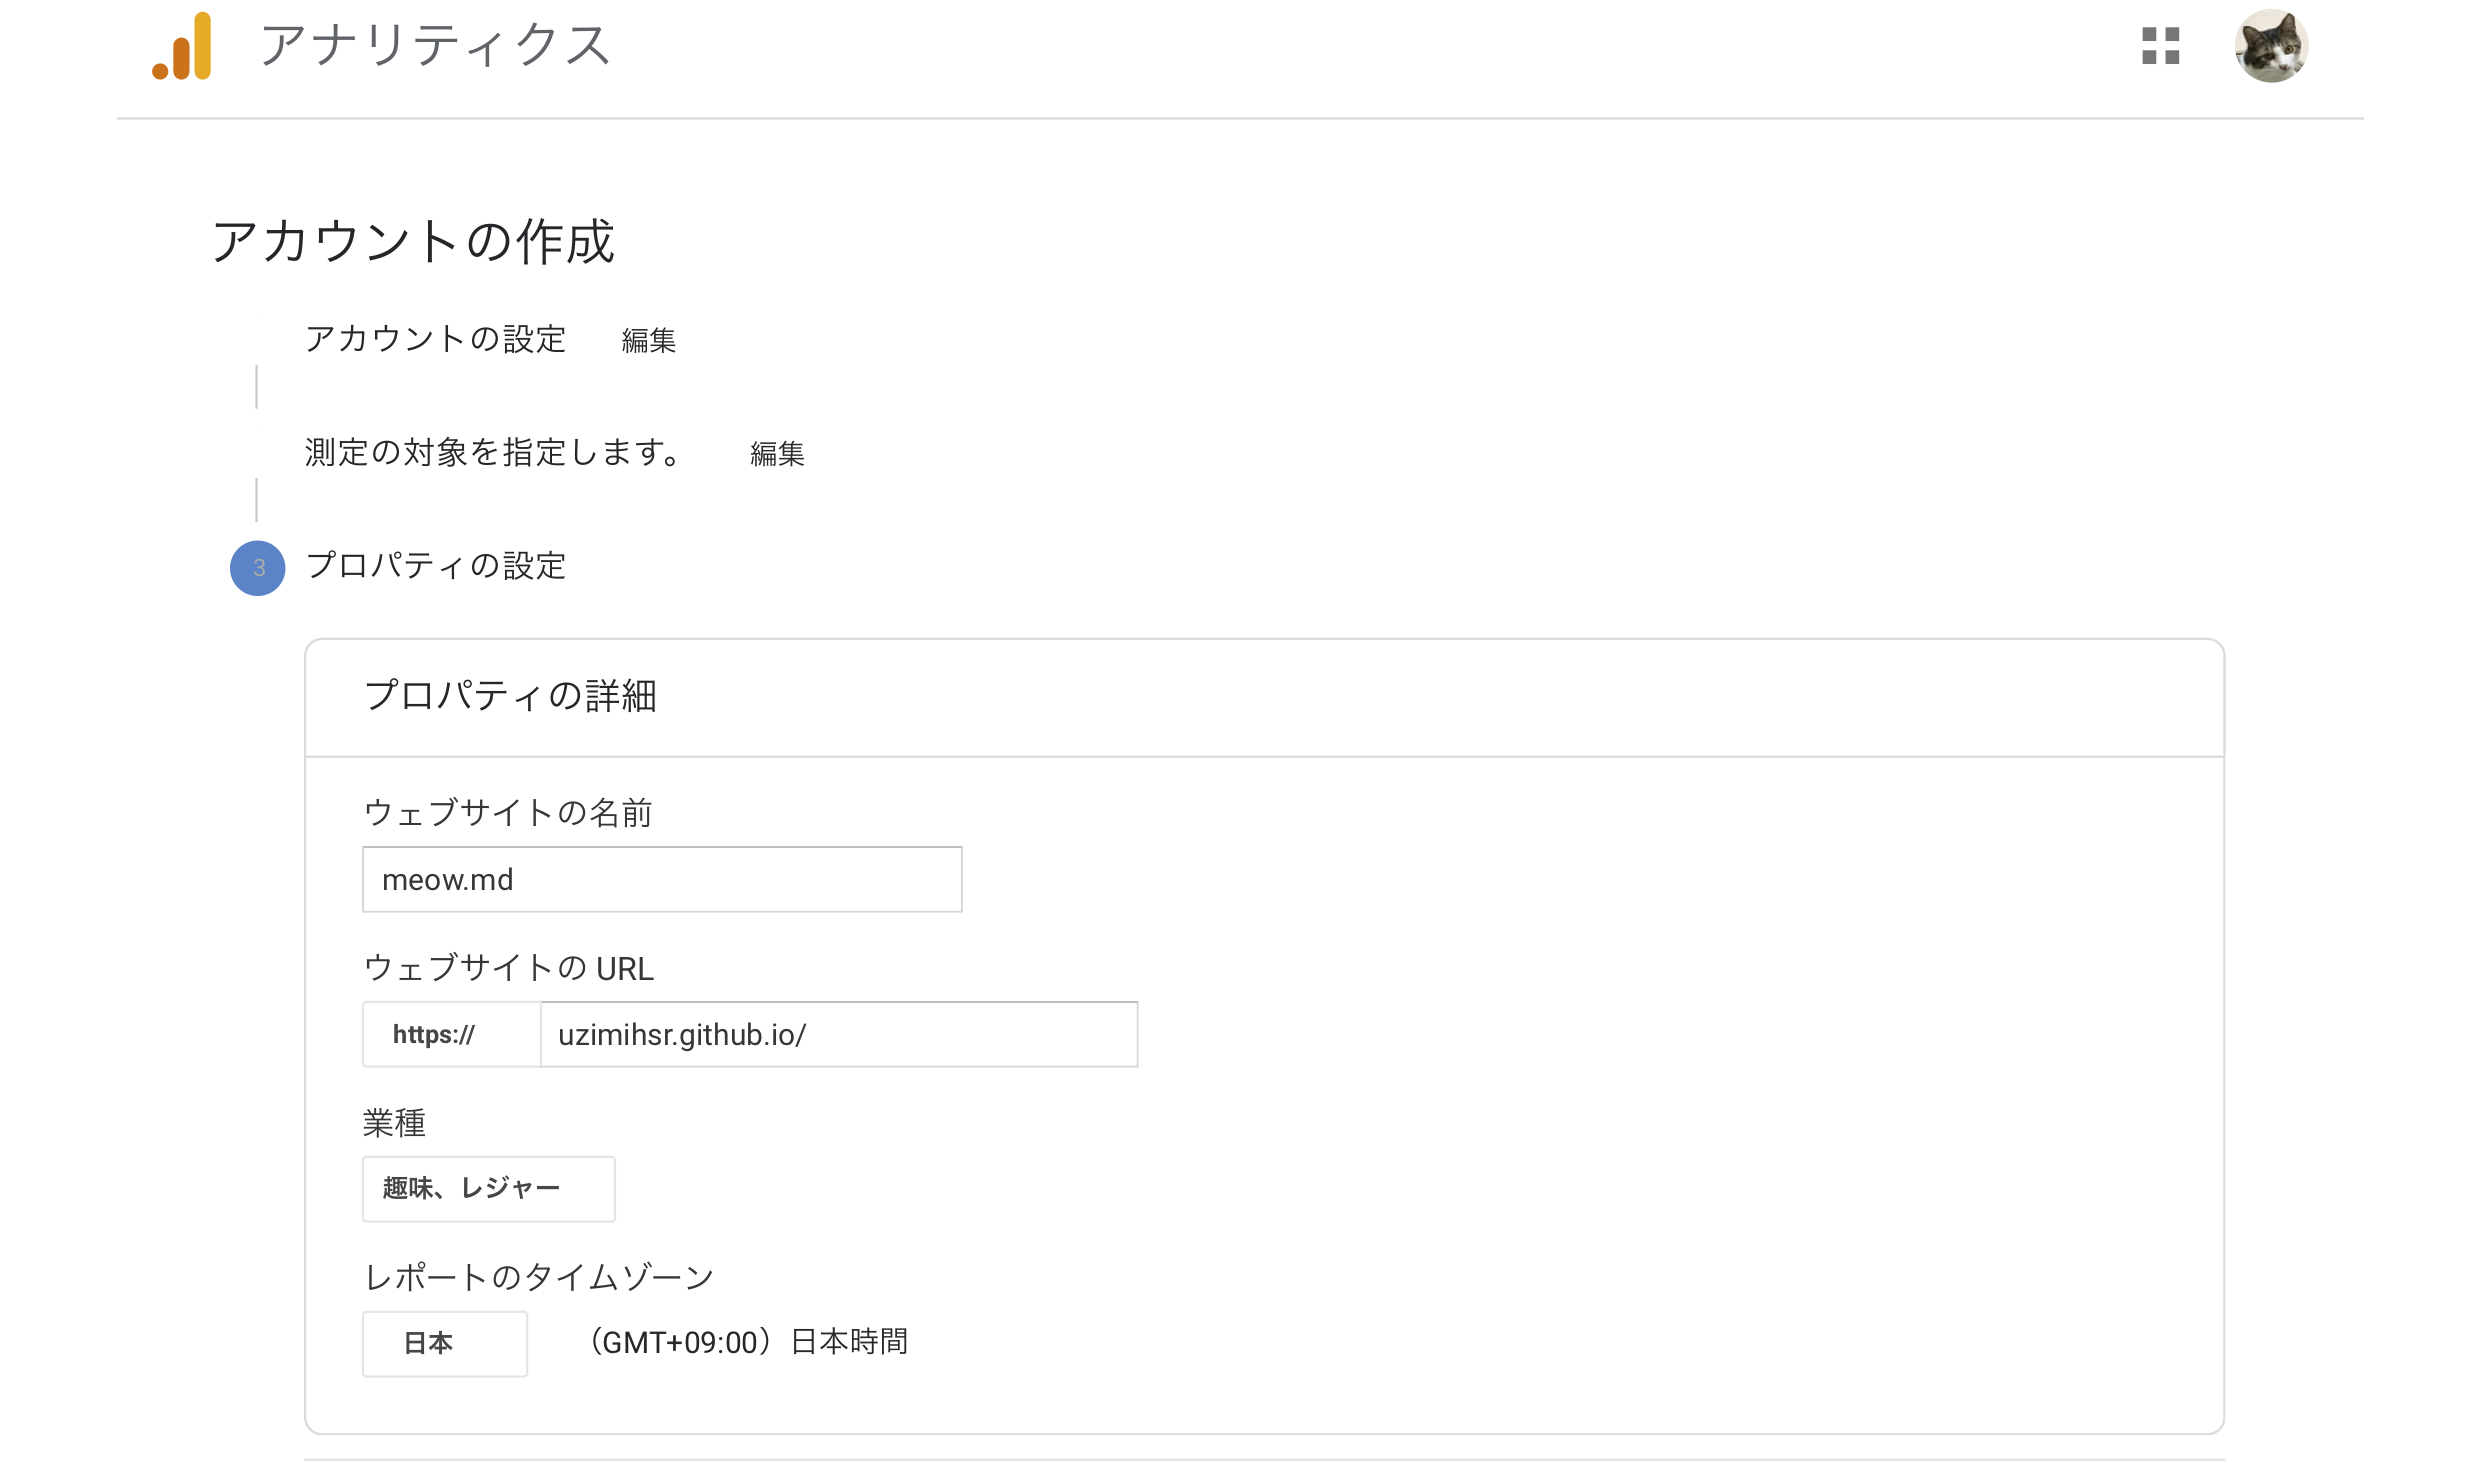 アナリティクス
アカウントの作成
アカウントの設定 編集
測定の対象を指定します。 編集
3 プロパティの設定
プロパティの詳細
ウェブサイトの名前
meow.md
ウェブサイトの URL
https:// uzimihsr.github.io/
業種
趣味、レジャー
レポートのタイムゾーン
日本 （GMT+09:00）日本時間